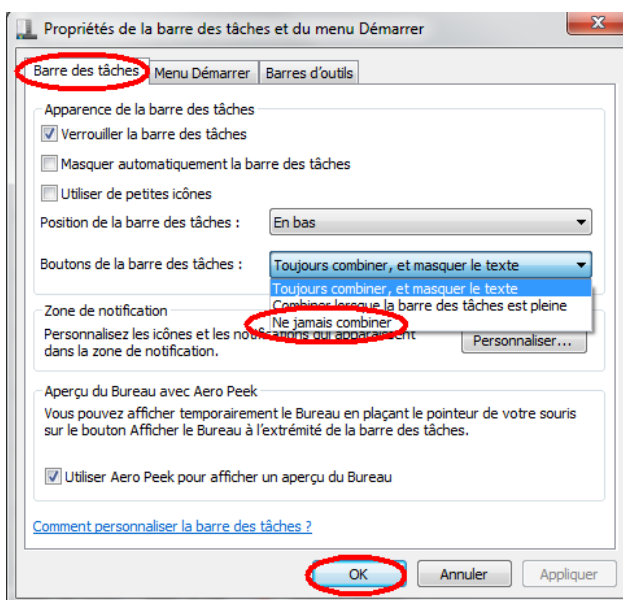 Propriétés de la barre des tâches et du menu Démarrer
Barre des tâches
Menu Démarrer
Barres d'outils
Apparence de la barre des tâches
Verrouiller la barre des tâches
Masquer automatiquement la barre des tâches
Utiliser de petites icônes
Position de la barre des tâches :
En bas
Boutons de la barre des tâches :
Toujours combiner, et masquer le texte
Toujours combiner, et masquer le texte
Combiner lorsque la barre des tâches est pleine
Ne jamais combiner
Zone de notification
Personnalisez les icônes et les notifications qui apparaissent
dans la zone de notification.
Personnaliser...
Aperçu du Bureau avec Aero Peek
Vous pouvez afficher temporairement le Bureau en plaçant le pointeur de votre souris
sur le bouton Afficher le Bureau à l'extrémité de la barre des tâches.
Utiliser Aero Peek pour afficher un aperçu du Bureau
Comment personnaliser la barre des tâches ?
OK
Annuler
Appliquer